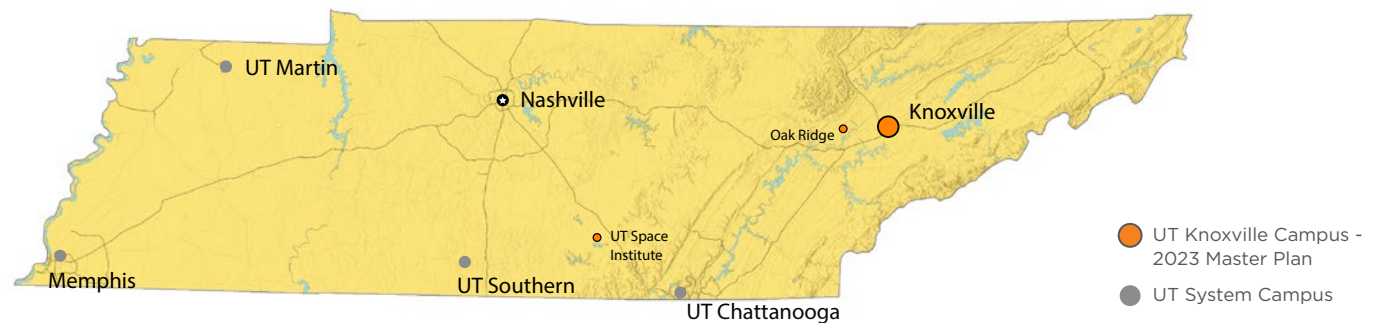 UT Martin
Nashville
Knoxville
Oak Ridge
UT Space
Institute
Memphis
UT Southern
UT Chattanooga
UT Knoxville Campus -
2023 Master Plan
UT System Campus